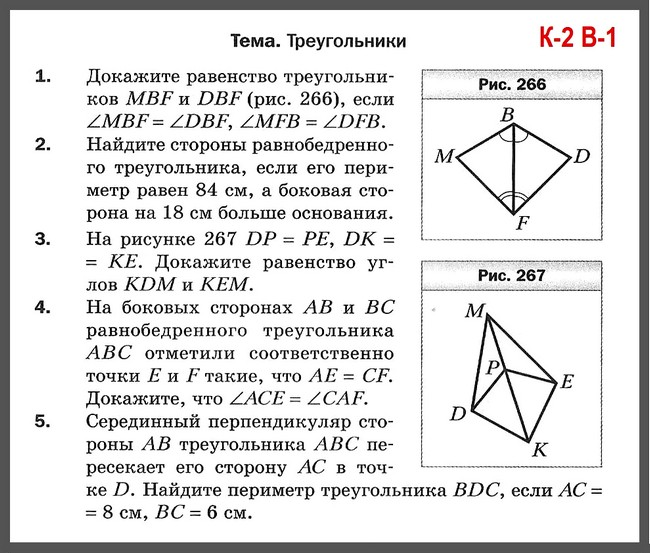 Тема. Треугольники
К-2 В-1
1. Докажите равенство треугольни-
ков MBF и DBF (рис. 266), если
∠MBF = ∠DBF, ∠MFB = ∠DFB.
2. Найдите стороны равнобедренно-
го треугольника, если его пери-
метр равен 84 см, а боковая сто-
рона на 18 см больше основания.
3. На рисунке 267 DP = PE, DK =
= KE. Докажите равенство уг-
лов KDM и KEM.
4. На боковых сторонах AB и BC
равнобедренного треугольника
ABC отметили соответственно
точки E и F такие, что AE = CF.
Докажите, что ∠ACE = ∠CAF.
5. Серединный перпендикуляр сто-
роны AB треугольника ABC пе-
ресекает его сторону AC в точ-
ке D. Найдите периметр треугольника BDC, если AC =
= 8 см, BC = 6 см.
Рис. 266
B
M
D
F
Рис. 267
M
P
E
D
K